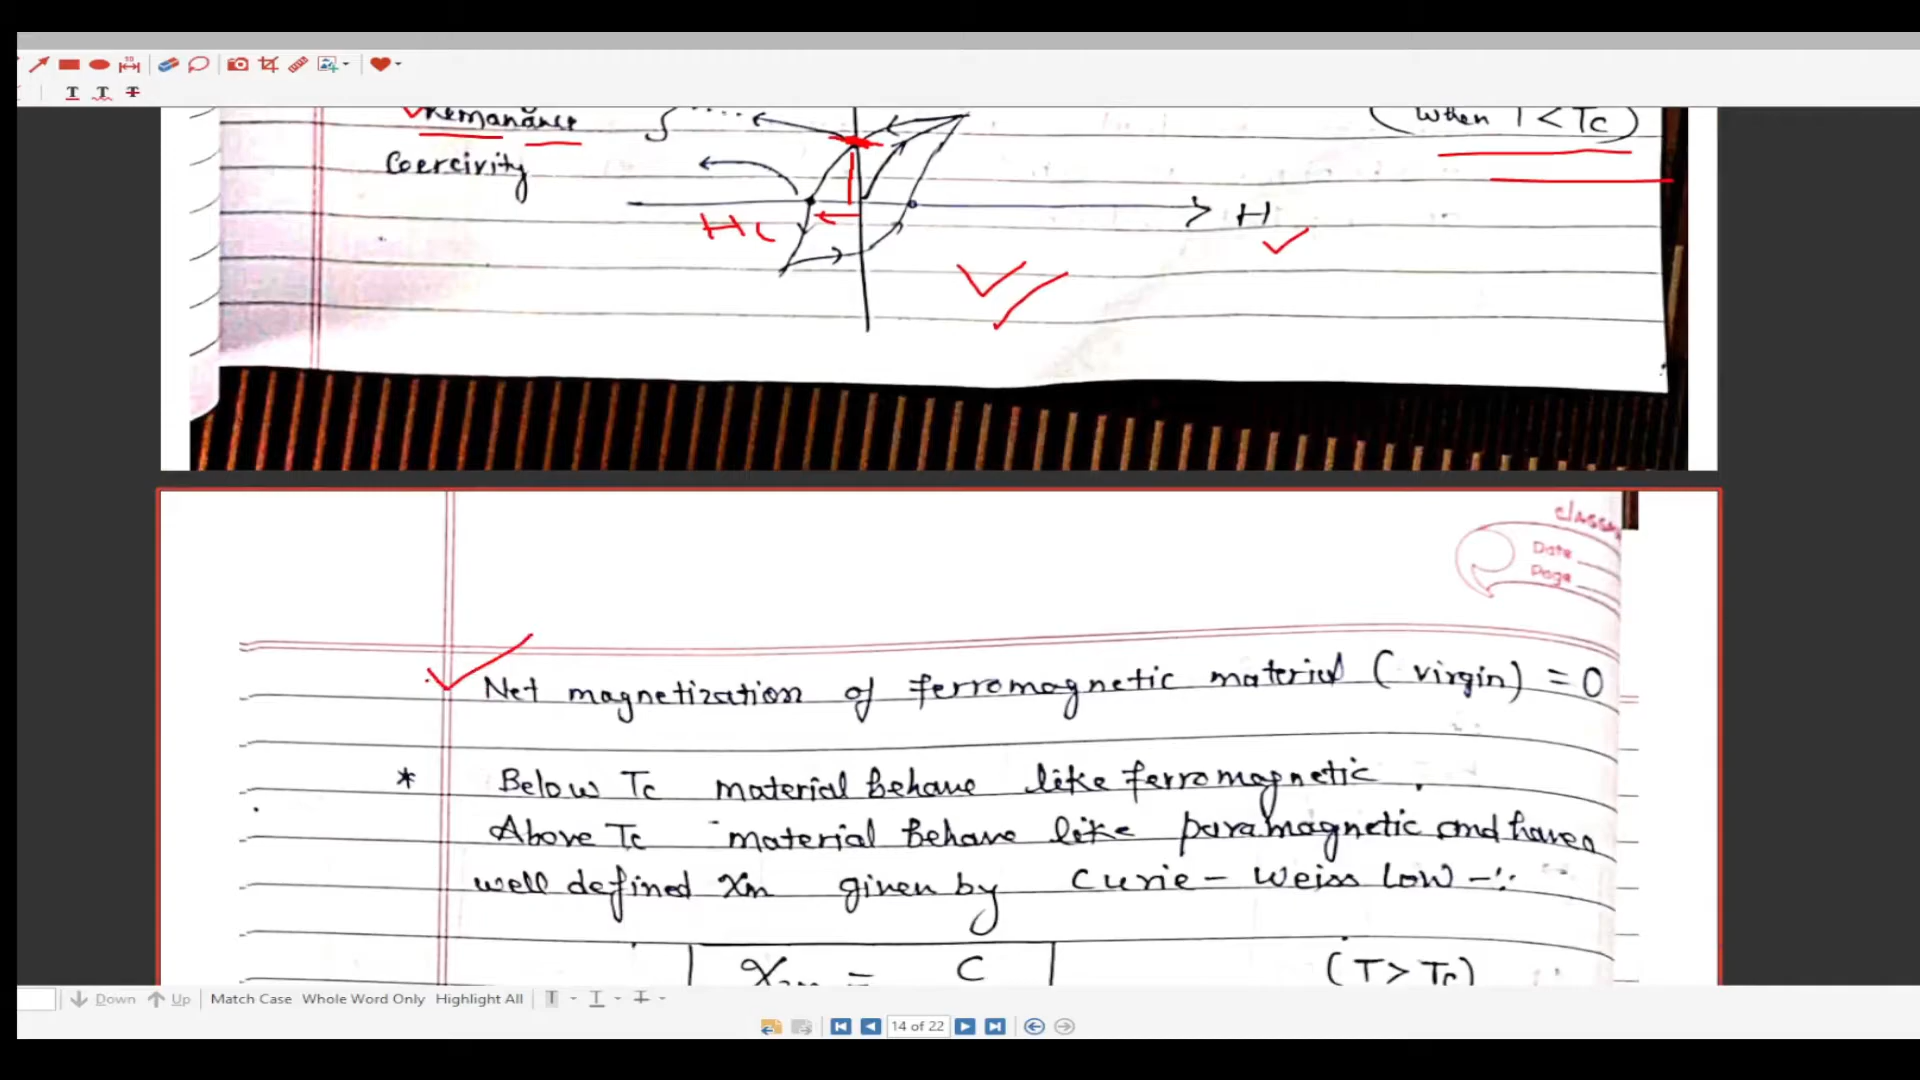 Remanance
(when T < Tc)
Coercivity
Hc
H
classm
Date
Page
Net magnetization of ferromagnetic material (virgin) = 0
* Below Tc material behave like ferromagnetic.
Above Tc material behave like paramagnetic and have a
well defined χm given by Curie - Weiss Low -:
χm = C (T > Tc)
Down Up Match Case Whole Word Only Highlight All T T T
14 of 22